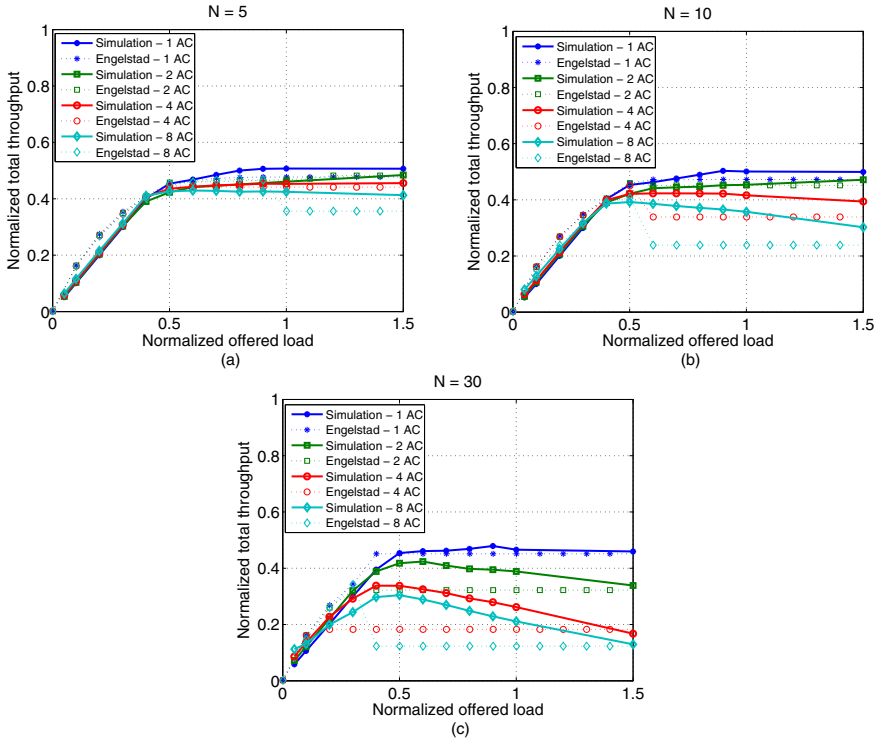 N = 5
Normalized total throughput
1
0.8
0.6
0.4
0.2
0
Simulation – 1 AC
Engelstad – 1 AC
Simulation – 2 AC
Engelstad – 2 AC
Simulation – 4 AC
Engelstad – 4 AC
Simulation – 8 AC
Engelstad – 8 AC
0 0.5 1 1.5
Normalized offered load
(a)
N = 10
Normalized total throughput
1
0.8
0.6
0.4
0.2
0
Simulation – 1 AC
Engelstad – 1 AC
Simulation – 2 AC
Engelstad – 2 AC
Simulation – 4 AC
Engelstad – 4 AC
Simulation – 8 AC
Engelstad – 8 AC
0 0.5 1 1.5
Normalized offered load
(b)
N = 30
Normalized total throughput
1
0.8
0.6
0.4
0.2
0
Simulation – 1 AC
Engelstad – 1 AC
Simulation – 2 AC
Engelstad – 2 AC
Simulation – 4 AC
Engelstad – 4 AC
Simulation – 8 AC
Engelstad – 8 AC
0 0.5 1 1.5
Normalized offered load
(c)